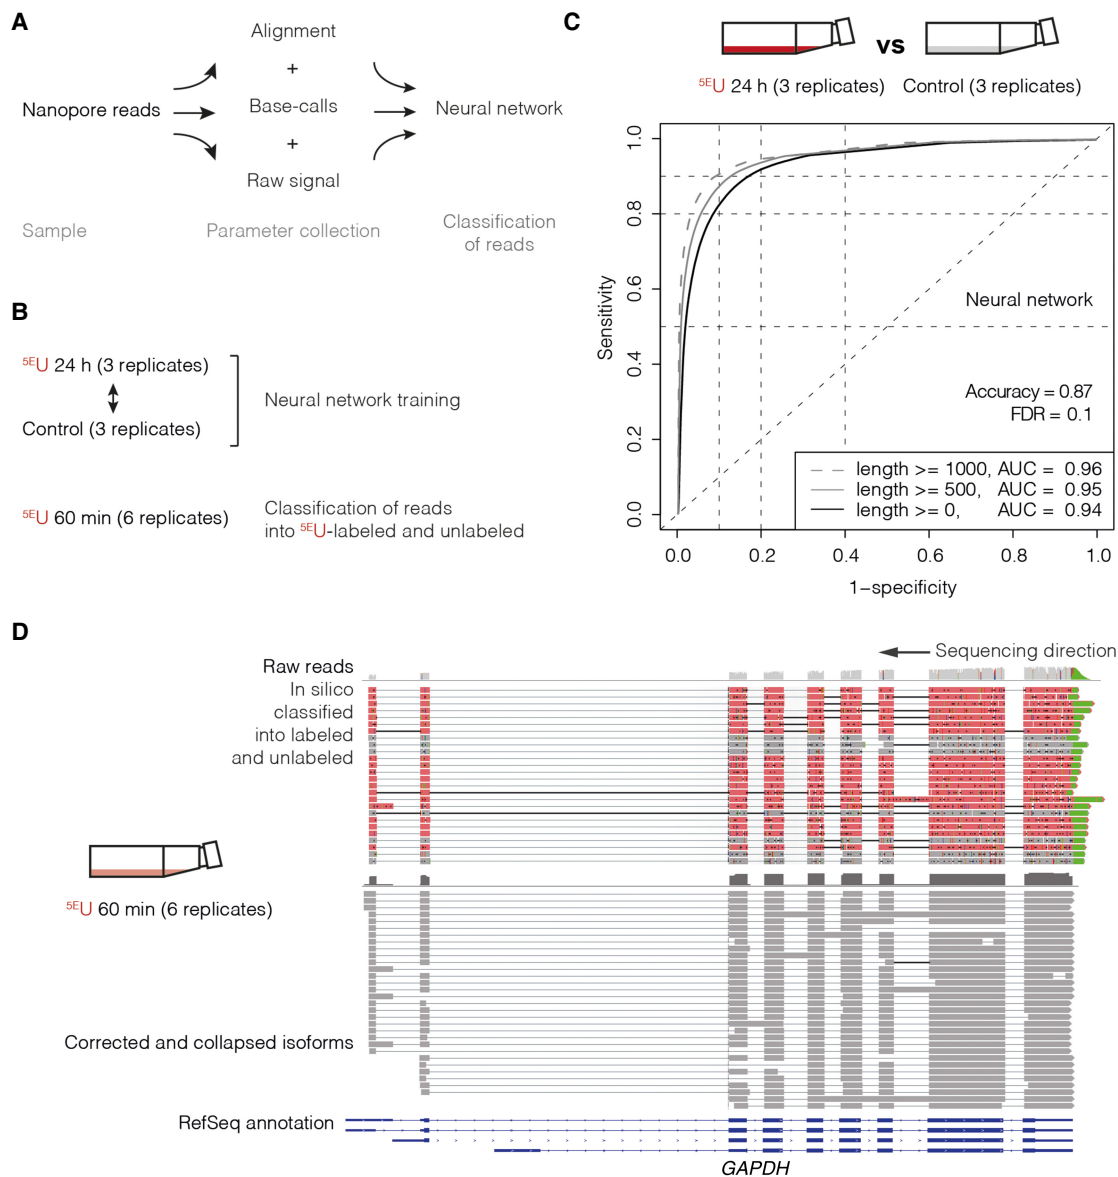 A
Alignment
+
Nanopore reads
Base-calls
Neural network
+
Raw signal
Sample
Parameter collection
Classification
of reads
B
5EU 24 h (3 replicates)
Control (3 replicates)
Neural network training
5EU 60 min (6 replicates)
Classification of reads
into 5EU-labeled and unlabeled
C
vs
5EU 24 h (3 replicates)
Control (3 replicates)
Sensitivity
1.0
0.8
0.6
0.4
0.2
0.0
Neural network
Accuracy = 0.87
FDR = 0.1
length >= 1000, AUC = 0.96
length >= 500, AUC = 0.95
length >= 0, AUC = 0.94
0.0 0.2 0.4 0.6 0.8 1.0
1−specificity
D
Sequencing direction
Raw reads
In silico
classified
into labeled
and unlabeled
5EU 60 min (6 replicates)
Corrected and collapsed isoforms
RefSeq annotation
GAPDH